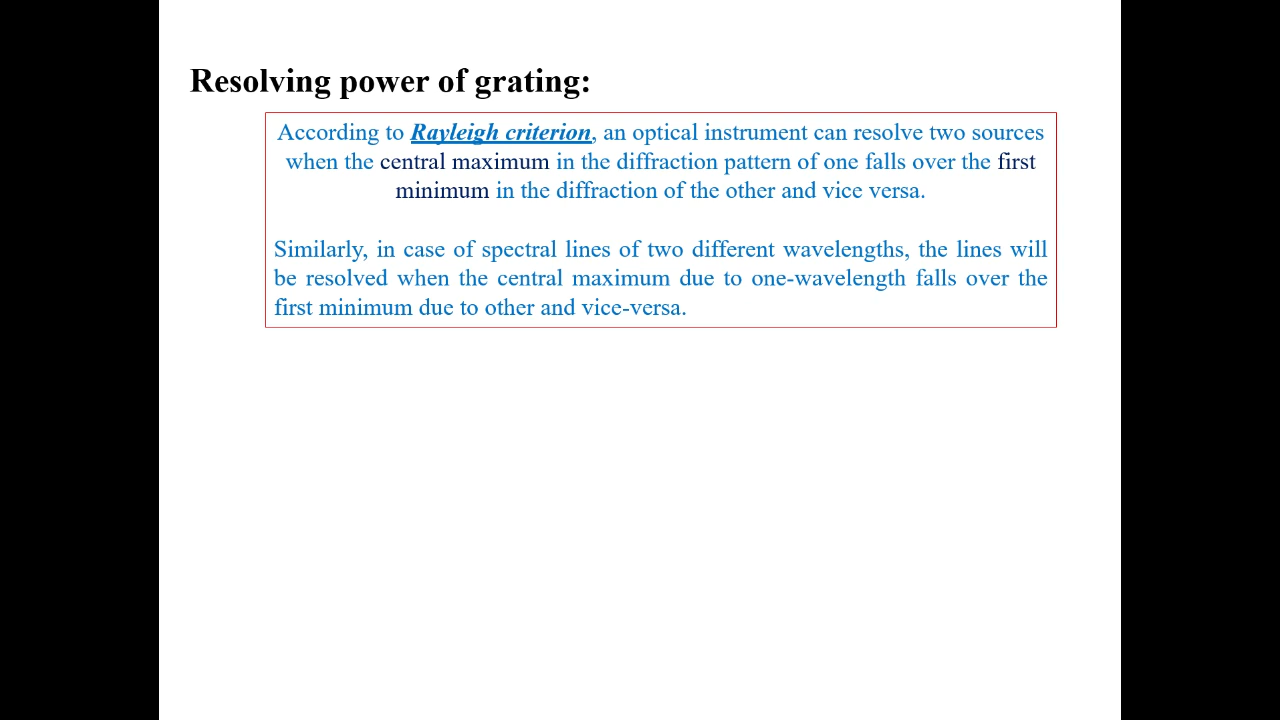 Resolving power of grating:
According to Rayleigh criterion, an optical instrument can resolve two sources
when the central maximum in the diffraction pattern of one falls over the first
minimum in the diffraction of the other and vice versa.
Similarly, in case of spectral lines of two different wavelengths, the lines will
be resolved when the central maximum due to one-wavelength falls over the
first minimum due to other and vice-versa.